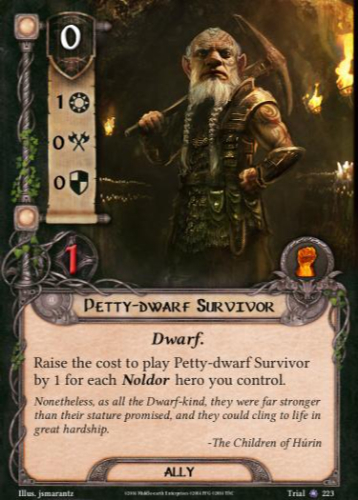 0
1
0
0
1
Petty-dwarf Survivor
Dwarf.
Raise the cost to play Petty-dwarf Survivor
by 1 for each Noldor hero you control.
Nonetheless, as all the Dwarf-kind, they were far stronger
than their stature promised, and they could cling to life in
great hardship.
-The Children of Húrin
Ally
Illus. jsmarantz
Trial 223